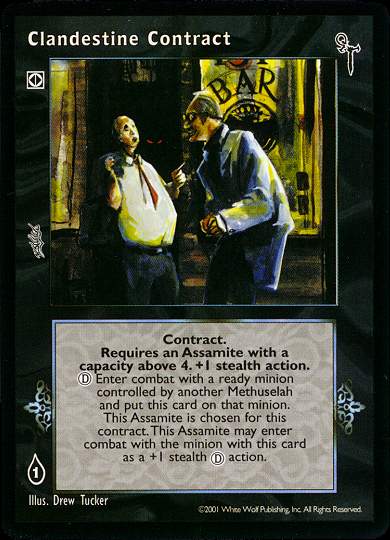 Clandestine Contract
BAR
Contract.
Requires an Assamite with a
capacity above 4. +1 stealth action.
Ⓓ Enter combat with a ready minion
controlled by another Methuselah
and put this card on that minion.
This Assamite is chosen for this
contract. This Assamite may enter
combat with the minion with this card
as a +1 stealth Ⓓ action.
1
Illus. Drew Tucker
©2001 White Wolf Publishing, Inc. All Rights Reserved.